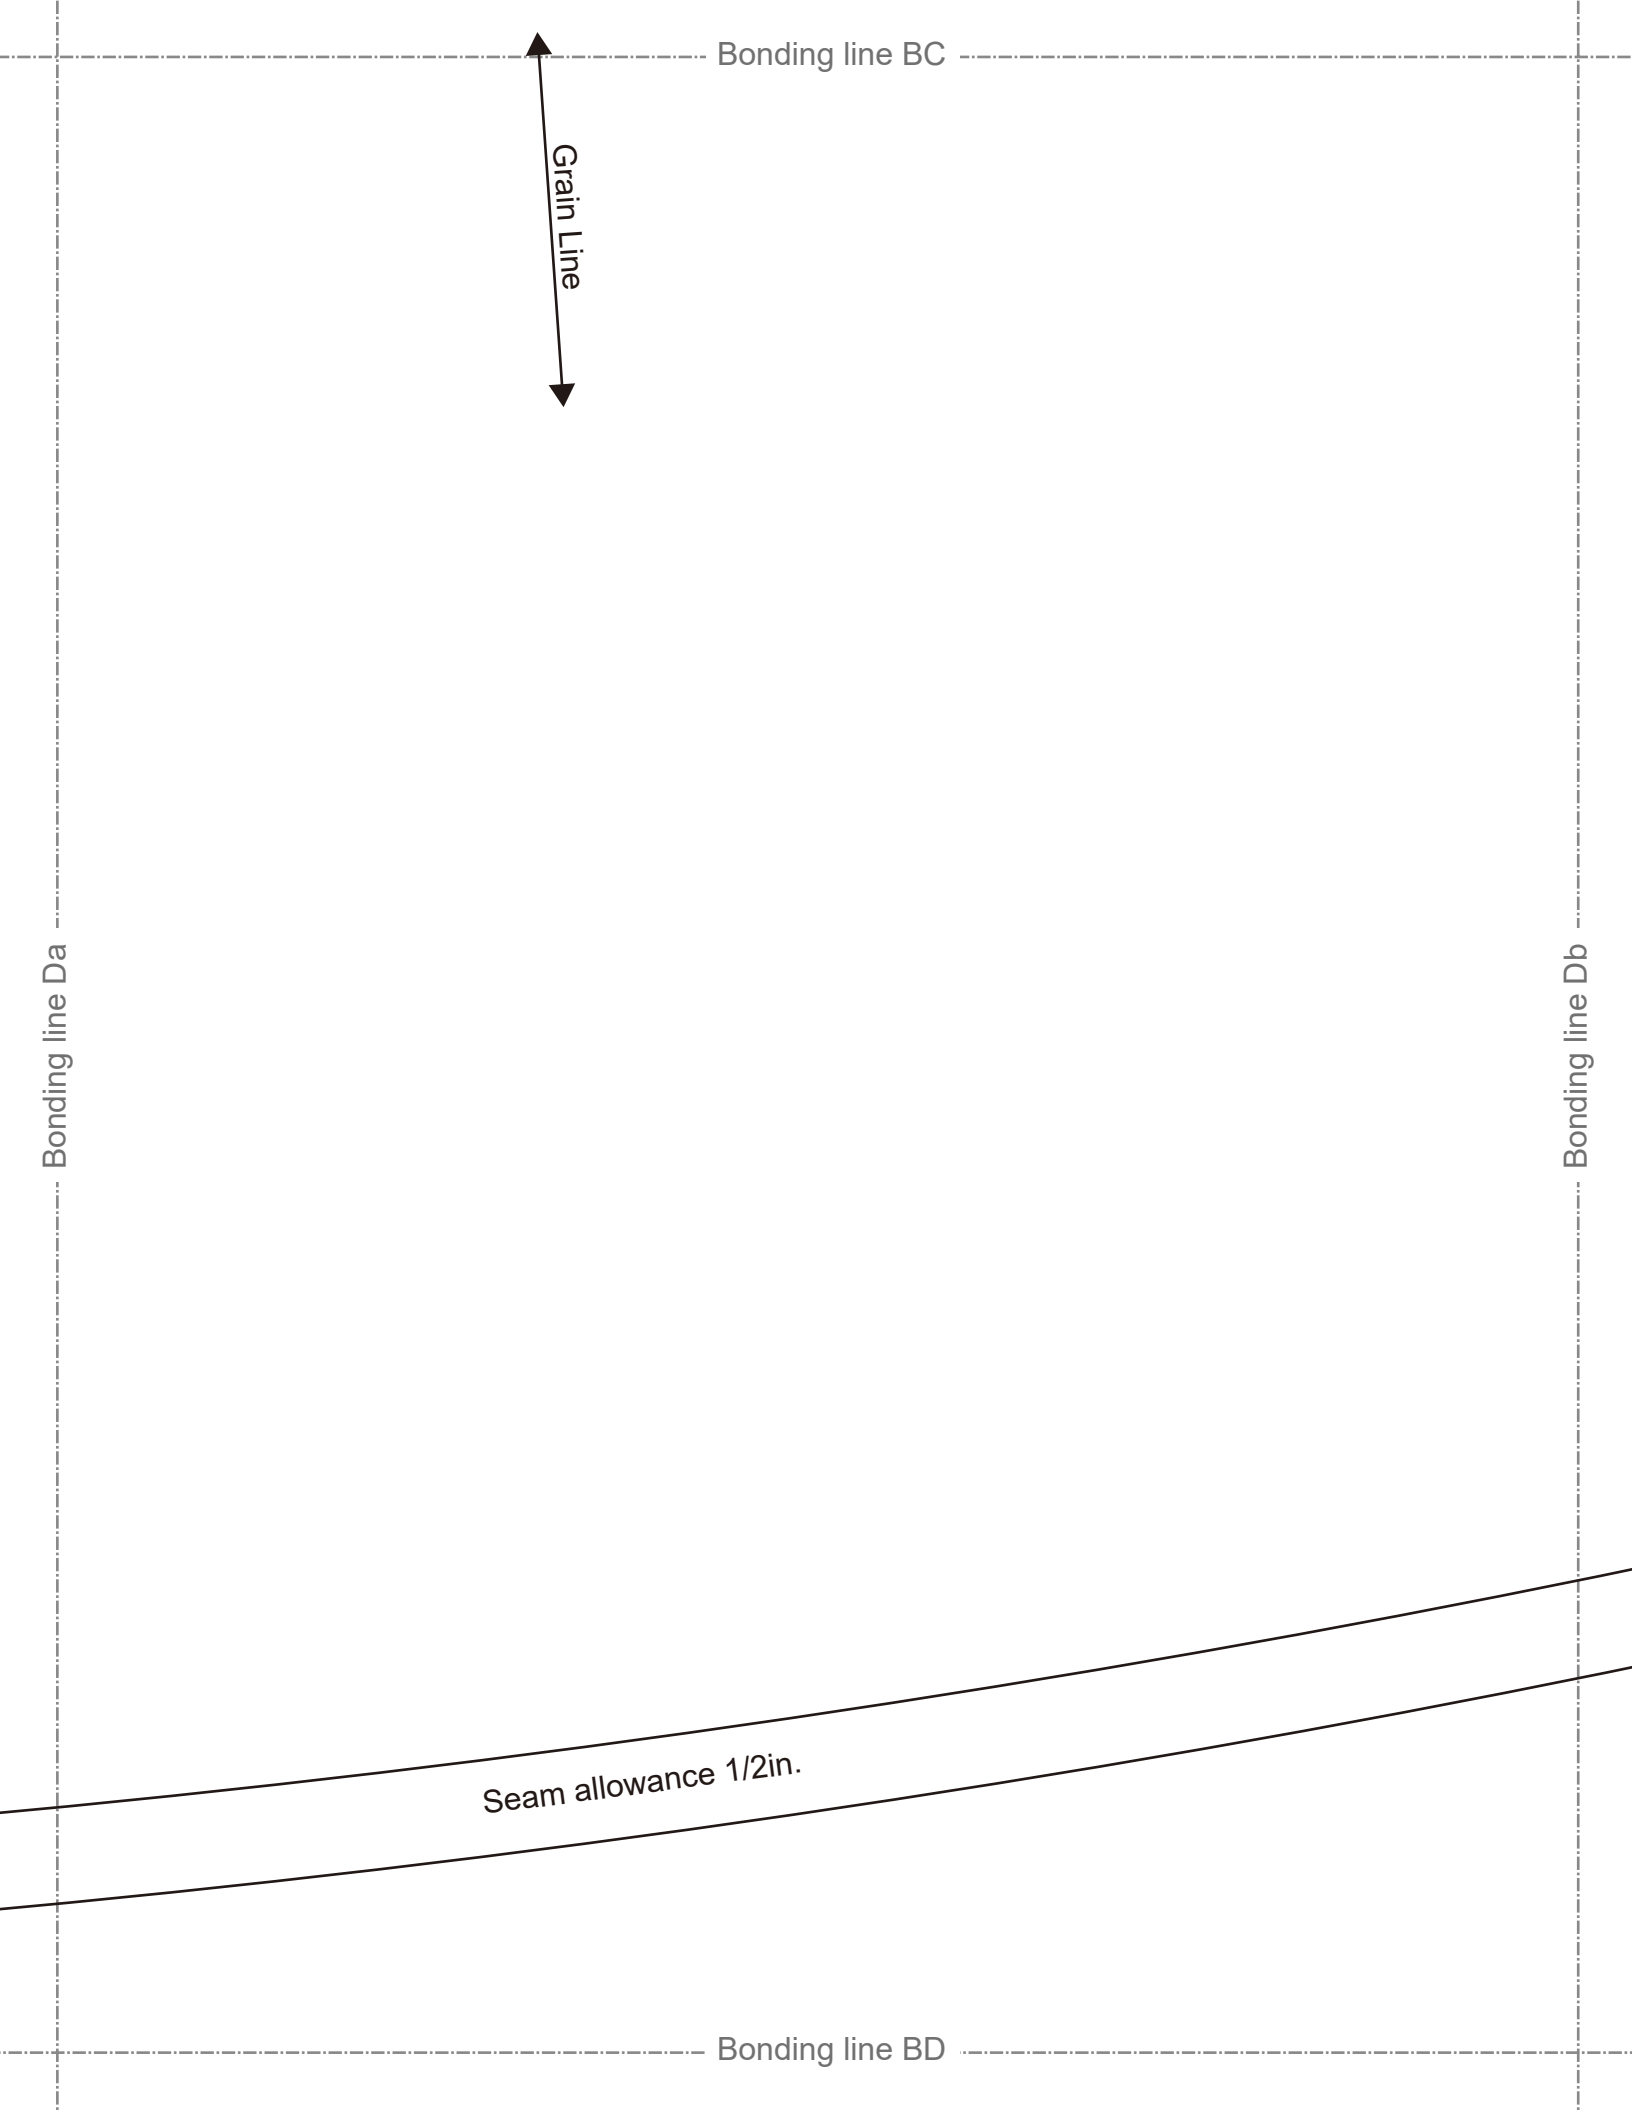 Bonding line BC
Grain Line
Bonding line Da
Bonding line Db
Seam allowance 1/2in.
Bonding line BD